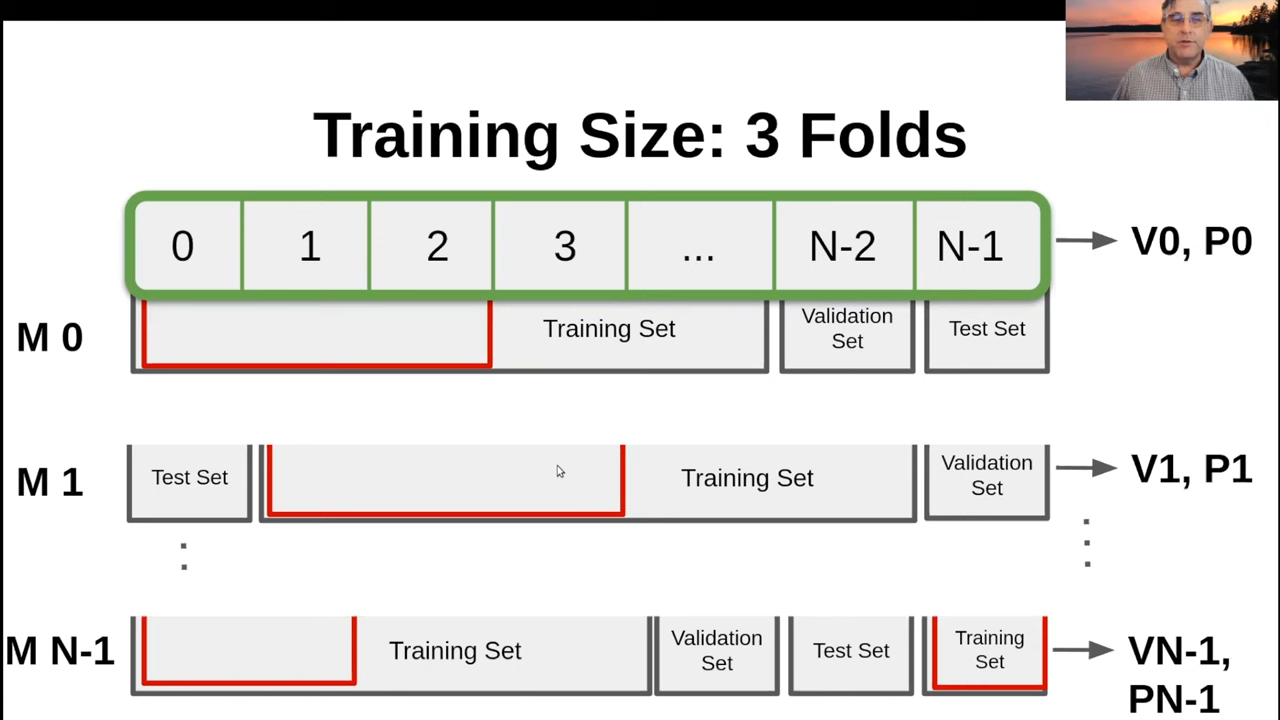 Training Size: 3 Folds
0 1 2 3 ... N-2 N-1
V0, P0
M 0
Training Set
Validation
Set
Test Set
M 1
Test Set
Training Set
Validation
Set
V1, P1
M N-1
Training Set
Validation
Set
Test Set
Training
Set
VN-1,
PN-1